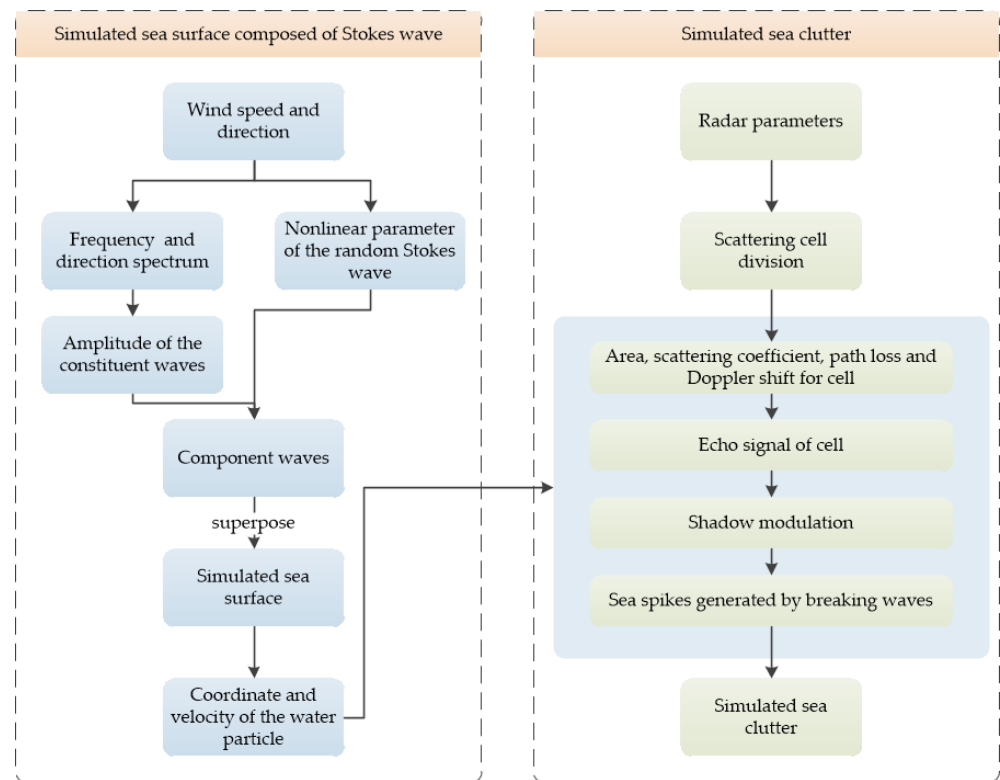 Simulated sea surface composed of Stokes wave
Wind speed and
direction
Frequency and
direction spectrum
Nonlinear parameter
of the random Stokes
wave
Amplitude of the
constituent waves
Component waves
superpose
Simulated sea
surface
Coordinate and
velocity of the water
particle
Simulated sea clutter
Radar parameters
Scattering cell
division
Area, scattering coefficient, path loss and
Doppler shift for cell
Echo signal of cell
Shadow modulation
Sea spikes generated by breaking waves
Simulated sea
clutter